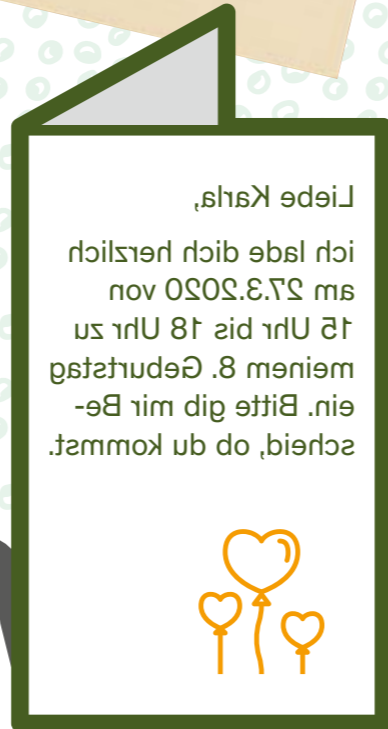 Liebe Karla,
ich lade dich herzlich
am 27.3.2020 von
15 Uhr bis 18 Uhr zu
meinem 8. Geburtstag
ein. Bitte gib mir Be-
scheid, ob du kommst.